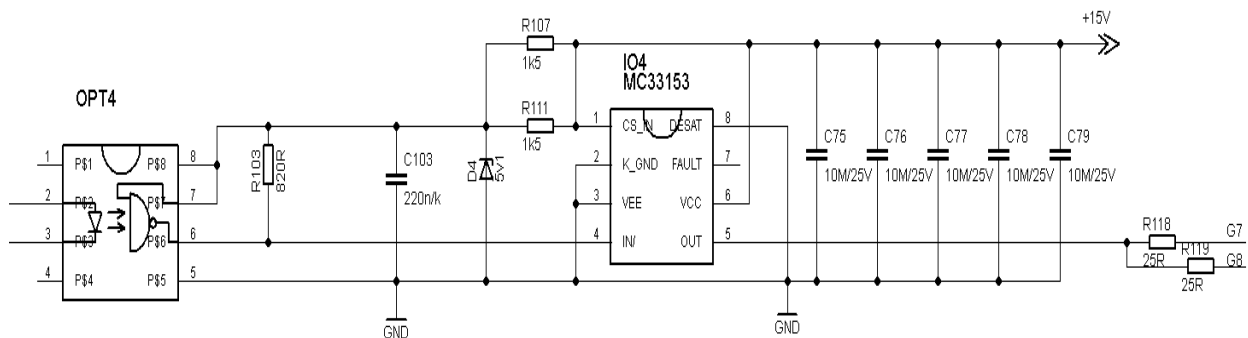 +15V
R107
1k5
IO4
MC33153
OPT4
R111
1k5
1 CS_IN DESAT 8
2 K_GND FAULT 7
3 VEE VCC 6
4 IN/ OUT 5
1 P$1 P$8 8
2 P$2 P$7 7
3 P$3 P$6 6
4 P$4 P$5 5
R103
820R
C103
220n/k
D4
5V1
C75
10M/25V
C76
10M/25V
C77
10M/25V
C78
10M/25V
C79
10M/25V
R118
25R
G7
R119
25R
G8
GND
GND